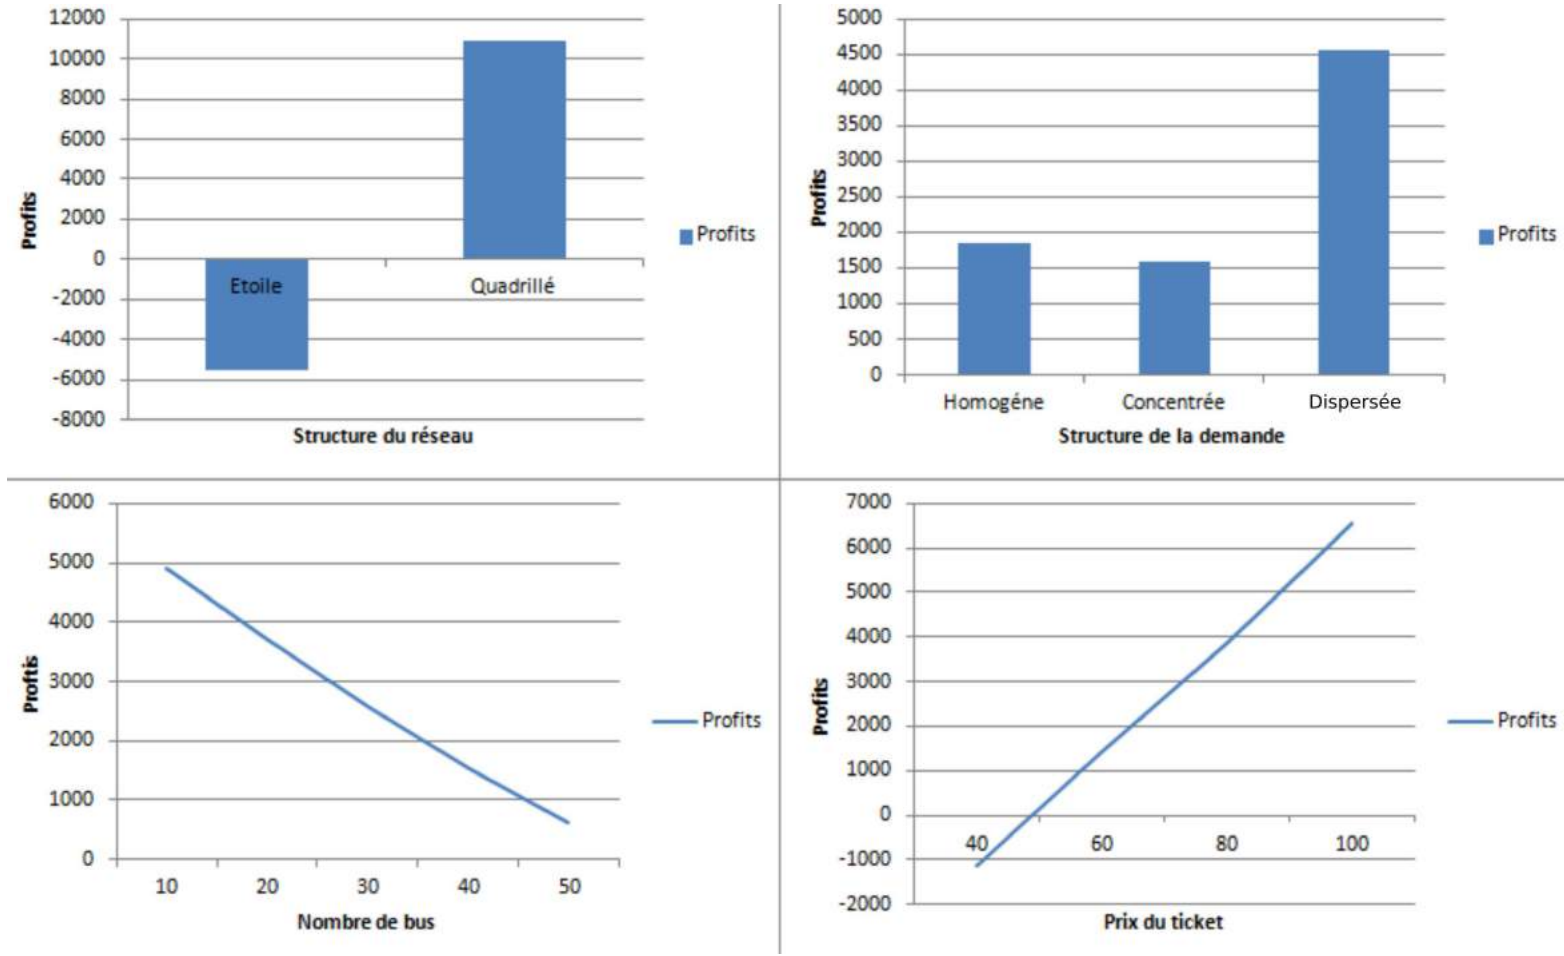 12000
10000
8000
6000
4000
2000
0
-2000
-4000
-6000
-8000
Profits
Etoile
Quadrillé
Structure du réseau
Profits
5000
4500
4000
3500
3000
2500
2000
1500
1000
500
0
Profits
Homogéne
Concentrée
Dispersée
Structure de la demande
Profits
6000
5000
4000
3000
2000
1000
0
Proftis
10
20
30
40
50
Nombre de bus
Profits
7000
6000
5000
4000
3000
2000
1000
0
-1000
-2000
Profits
40
60
80
100
Prix du ticket
Profits